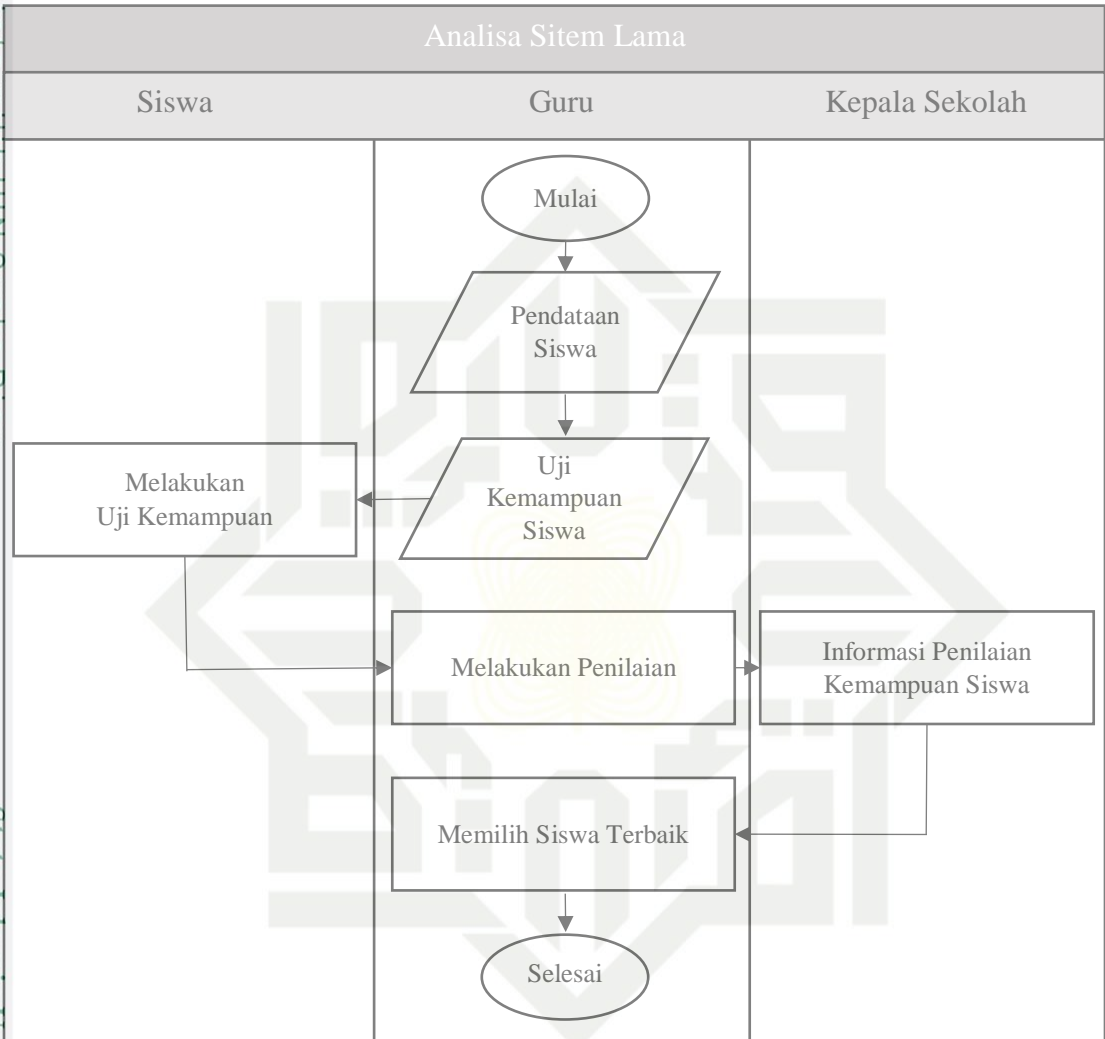 Analisa Sitem Lama
Siswa
Guru
Kepala Sekolah
Mulai
Pendataan
Siswa
Uji
Kemampuan
Siswa
Melakukan
Uji Kemampuan
Melakukan Penilaian
Informasi Penilaian
Kemampuan Siswa
Memilih Siswa Terbaik
Selesai